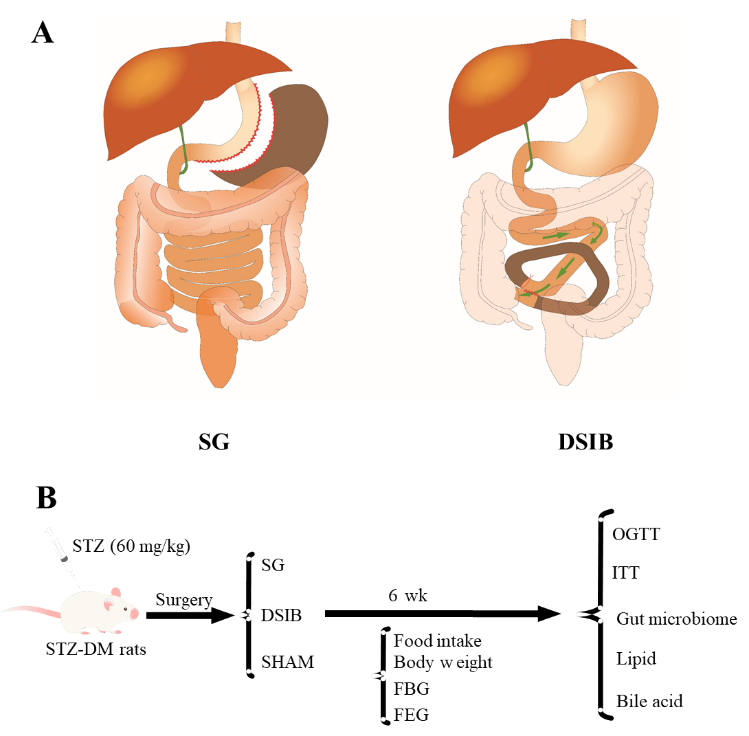 A
SG
DSIB
B
STZ (60 mg/kg)
STZ-DM rats
Surgery
SG
DSIB
SHAM
6 wk
Food intake
Body weight
FBG
FEG
OGTT
ITT
Gut microbiome
Lipid
Bile acid